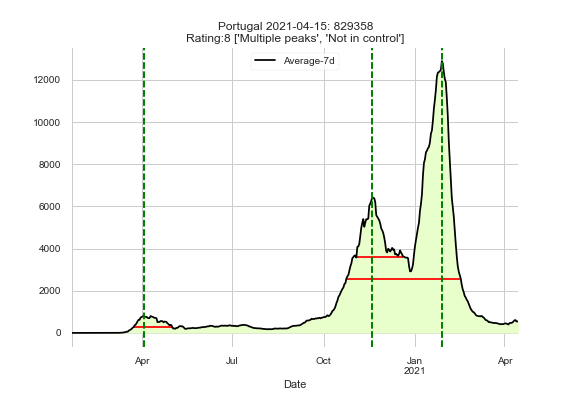 Portugal 2021-04-15: 829358
Rating:8 ['Multiple peaks', 'Not in control']
Average-7d
12000
10000
8000
6000
4000
2000
0
Apr
Jul
Oct
Jan
2021
Apr
Date